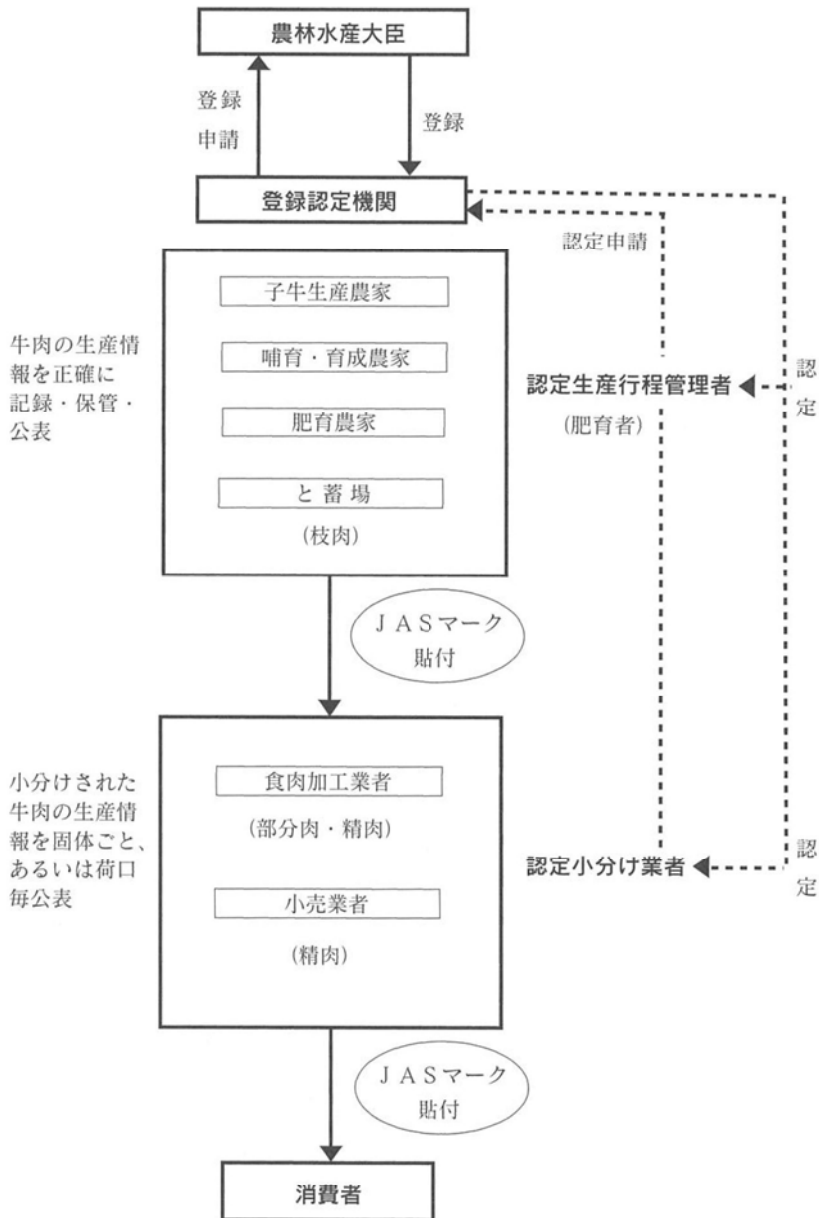 農林水産大臣
登録
申請
登録
登録認定機関
認定申請
子牛生産農家
哺育・育成農家
肥育農家
と蓄場
(枝肉)
牛肉の生産情
報を正確に
記録・保管・
公表
認定生産行程管理者
(肥育者)
認
定
JASマーク
貼付
小分けされた
牛肉の生産情
報を固体ごと、
あるいは荷口
毎公表
食肉加工業者
(部分肉・精肉)
小売業者
(精肉)
認定小分け業者
認
定
JASマーク
貼付
消費者